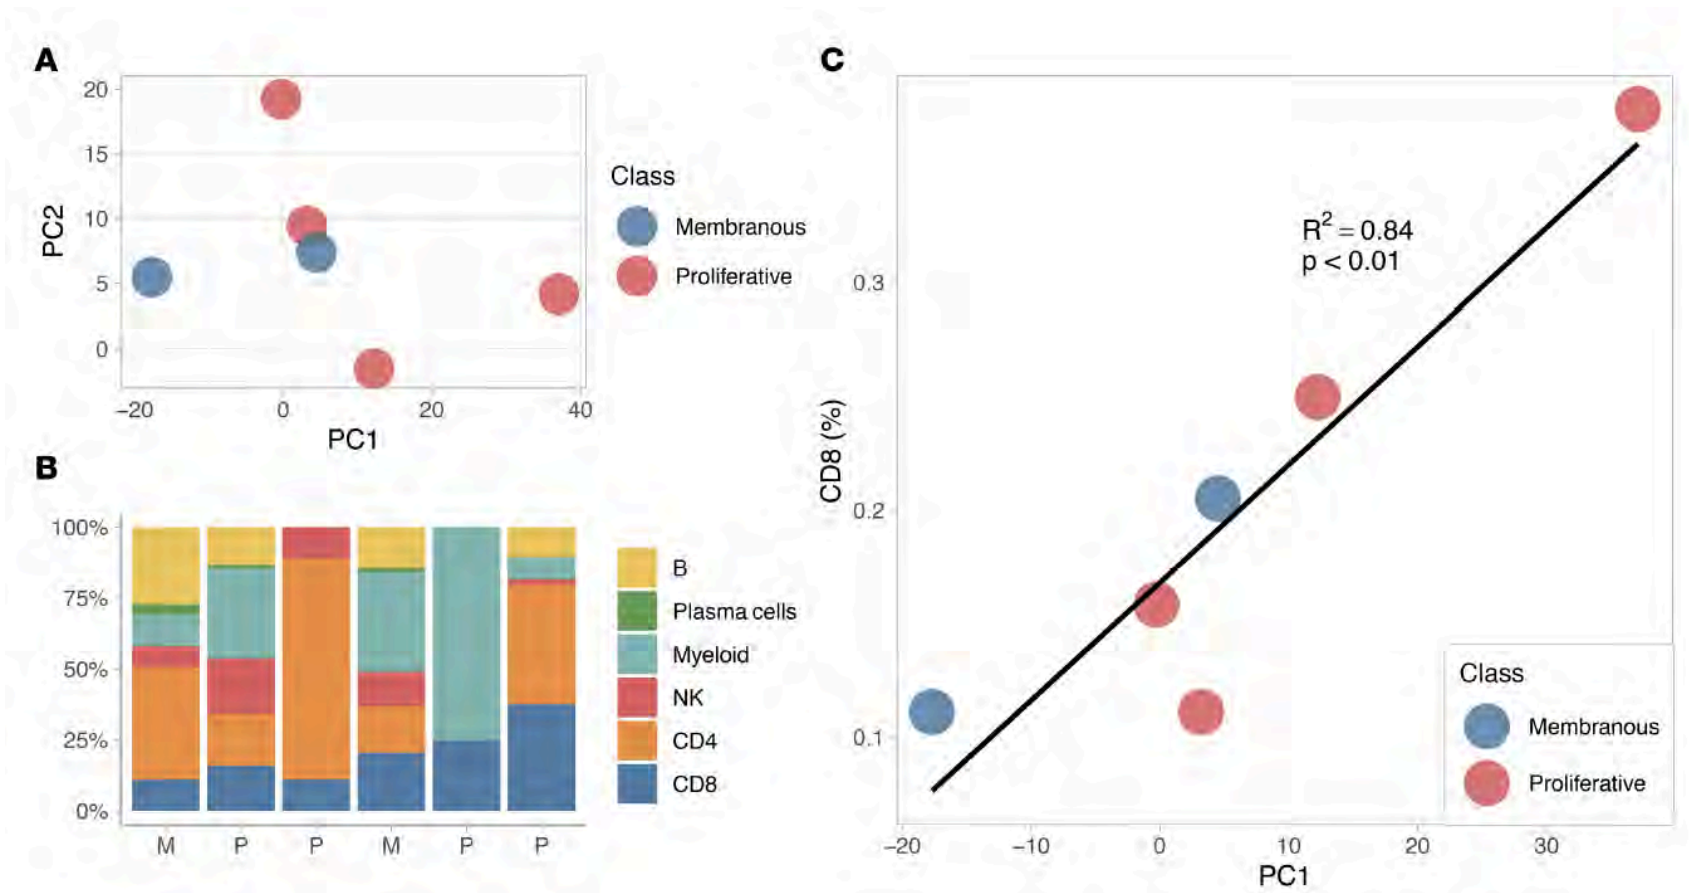 A
20
15
10
5
0
PC2
−20 0 20 40
PC1
Class
Membranous
Proliferative
B
100%
75%
50%
25%
0%
M P P M P P
B
Plasma cells
Myeloid
NK
CD4
CD8
C
CD8 (%)
0.3
0.2
0.1
R² = 0.84
p < 0.01
−20 −10 0 10 20 30
PC1
Class
Membranous
Proliferative